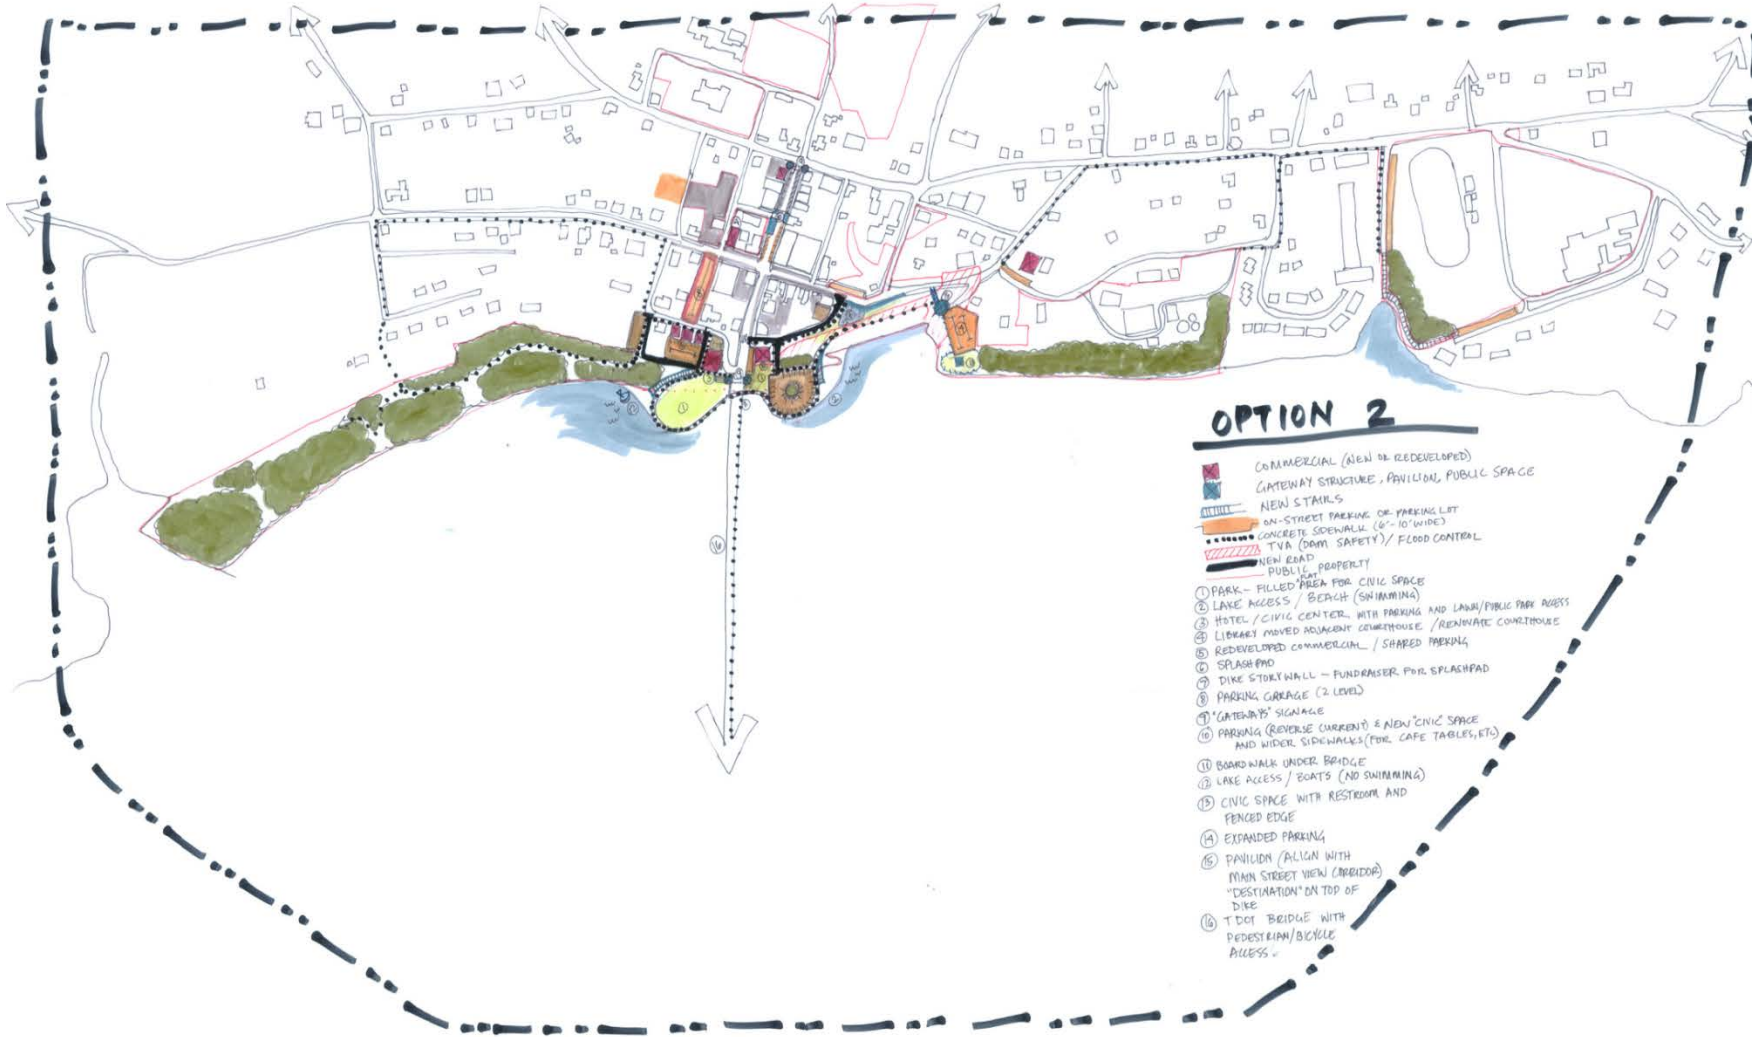 OPTION 2
COMMERCIAL (NEW OR REDEVELOPED)
GATEWAY STRUCTURE, PAVILION, PUBLIC SPACE
NEW STAIRS
ON-STREET PARKING OR PARKING LOT
CONCRETE SIDEWALK (6'-10' WIDE)
TVA (DAM SAFETY) / FLOOD CONTROL
NEW ROAD
PUBLIC PROPERTY
① PARK - FILLED FLAT AREA FOR CIVIC SPACE
② LAKE ACCESS / BEACH (SWIMMING)
③ HOTEL / CIVIC CENTER WITH PARKING AND LAWN/PUBLIC PARK ACCESS
④ LIBRARY MOVED ADJACENT COURTHOUSE / RENOVATE COURTHOUSE
⑤ REDEVELOPED COMMERCIAL / SHARED PARKING
⑥ SPLASHPAD
⑦ DIKE STORYWALL - FUNDRAISER FOR SPLASHPAD
⑧ PARKING GARAGE (2 LEVEL)
⑨ "GATEWAYS" SIGNAGE
⑩ PARKING (REVERSE CURRENT) & NEW "CIVIC" SPACE
AND WIDER SIDEWALKS (FOR CAFE TABLES, ETC)
⑪ BOARDWALK UNDER BRIDGE
⑫ LAKE ACCESS / BOATS (NO SWIMMING)
⑬ CIVIC SPACE WITH RESTROOM AND
FENCED EDGE
⑭ EXPANDED PARKING
⑮ PAVILION (ALIGN WITH
MAIN STREET VIEW CORRIDOR)
"DESTINATION" ON TOP OF
DIKE
⑯ TDOT BRIDGE WITH
PEDESTRIAN/BICYCLE
ACCESS
⑯
①